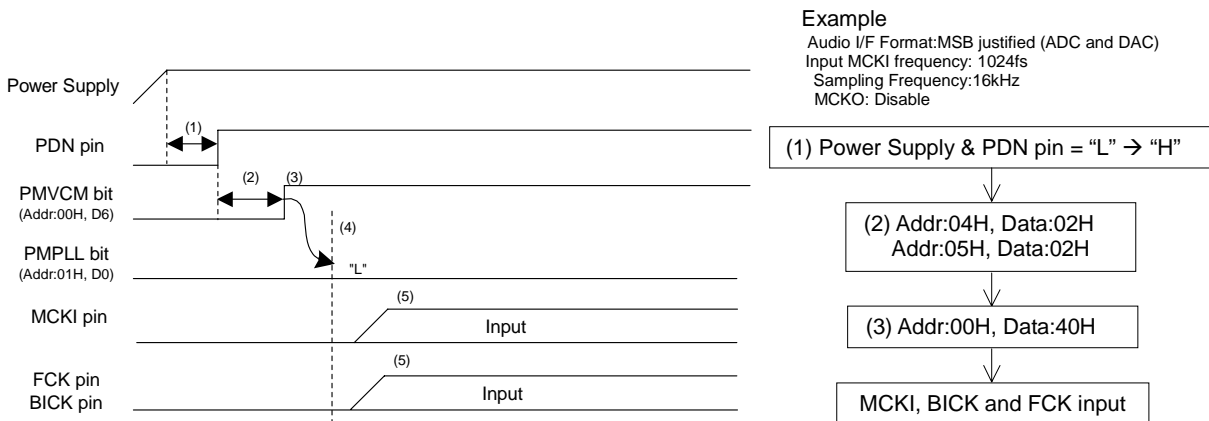 Example
Audio I/F Format:MSB justified (ADC and DAC)
Input MCKI frequency: 1024fs
Sampling Frequency:16kHz
MCKO: Disable
Power Supply
(1)
PDN pin
(2)
(3)
PMVCM bit
(Addr:00H, D6)
(4)
PMPLL bit
(Addr:01H, D0)
"L"
(5)
MCKI pin
Input
(5)
FCK pin
BICK pin
Input
(1) Power Supply & PDN pin = “L” → “H”
(2) Addr:04H, Data:02H
Addr:05H, Data:02H
(3) Addr:00H, Data:40H
MCKI, BICK and FCK input